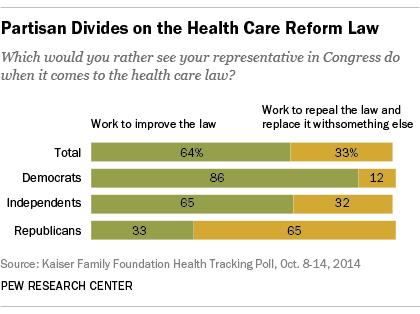 Partisan Divides on the Health Care Reform Law
Which would you rather see your representative in Congress do
when it comes to the health care law?
Work to improve the law
Work to repeal the law and
replace it withsomething else
Total 64% 33%
Democrats 86 12
Independents 65 32
Republicans 33 65
Source: Kaiser Family Foundation Health Tracking Poll, Oct. 8-14, 2014
PEW RESEARCH CENTER